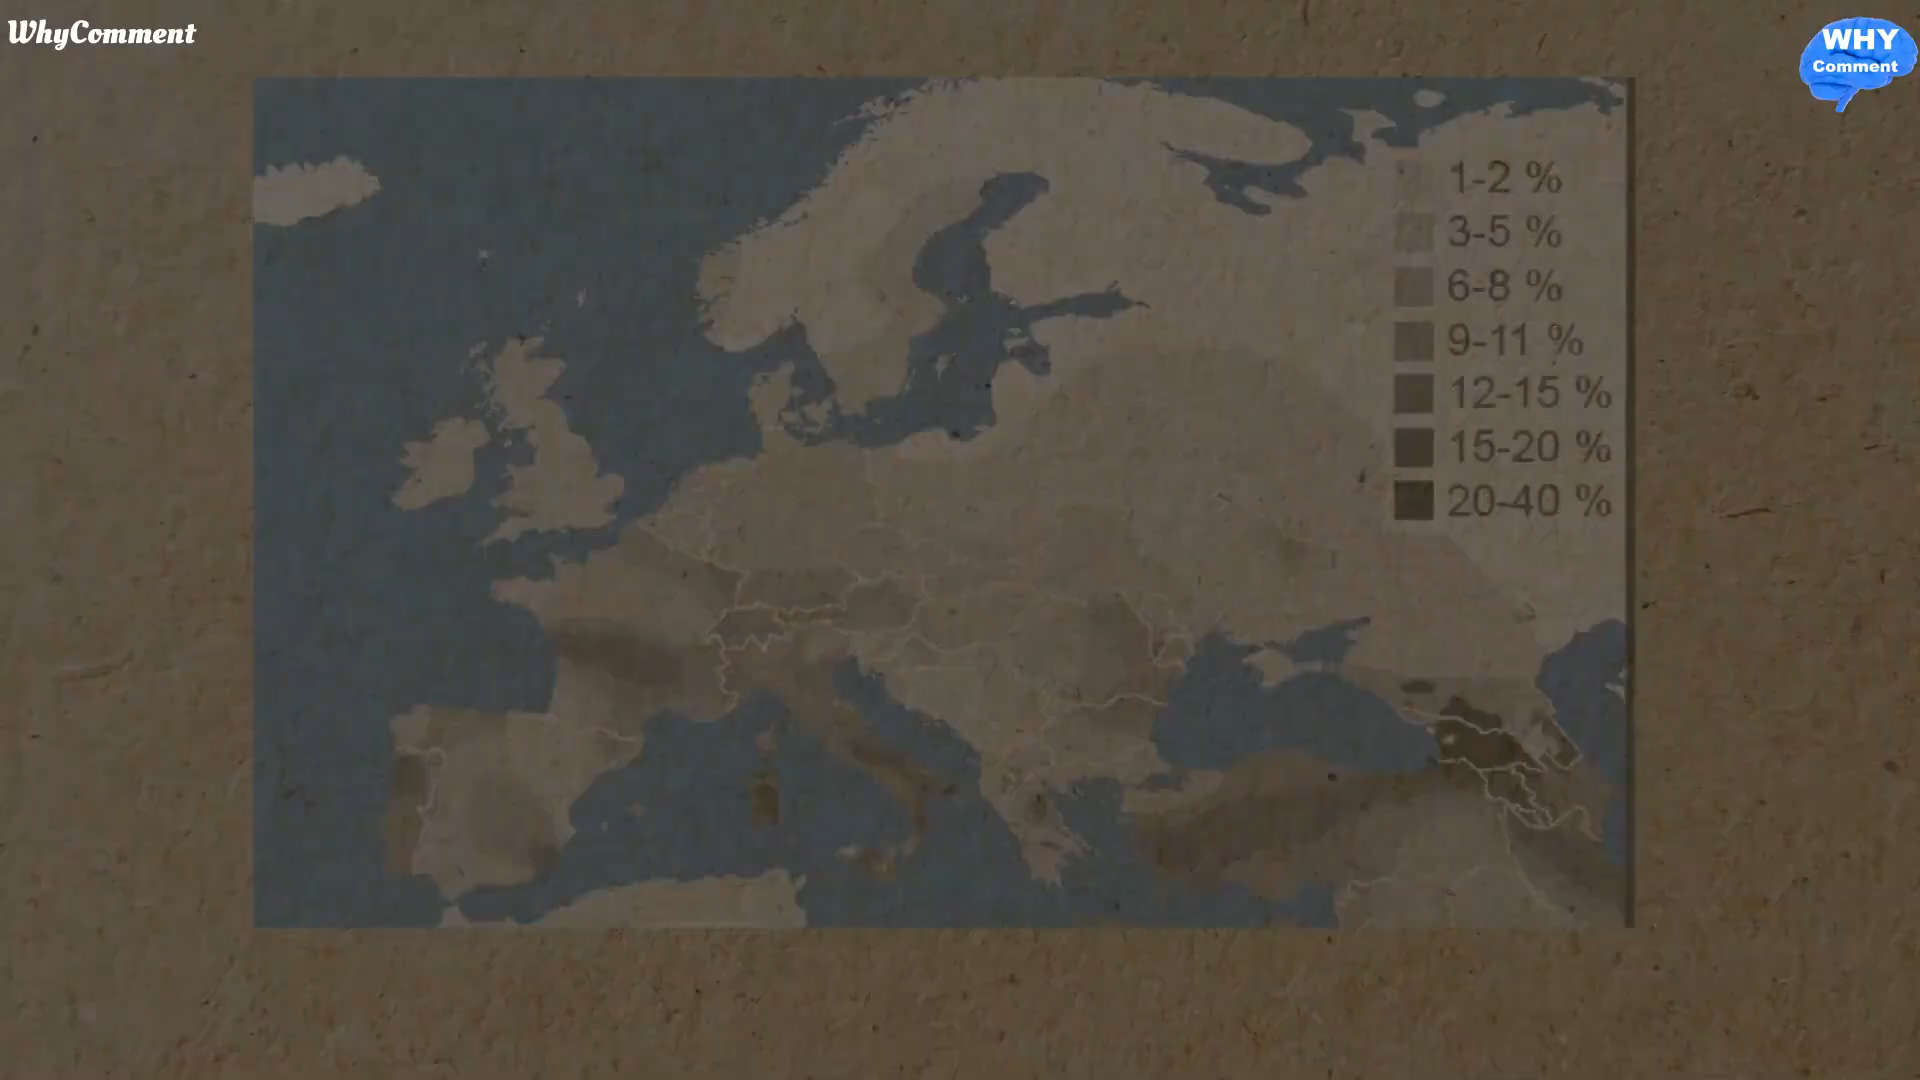 WhyComment
WHY
Comment
1-2 %
3-5 %
6-8 %
9-11 %
12-15 %
15-20 %
20-40 %